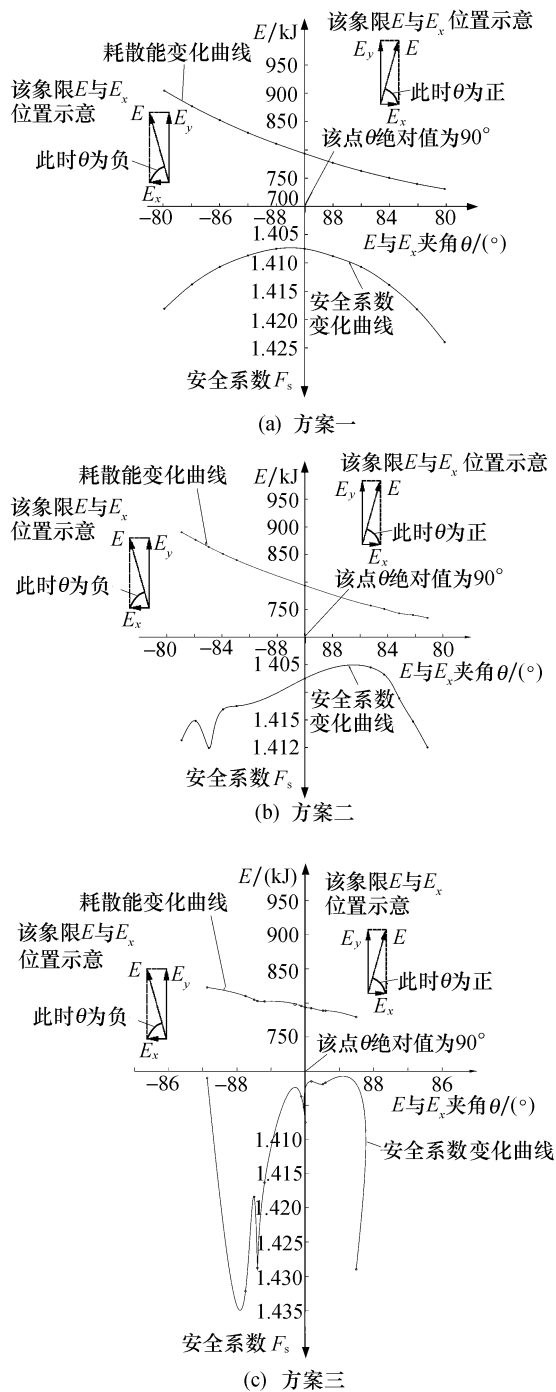 E/kJ
该象限E与Ex位置示意
耗散能变化曲线
950
Ey
E
该象限E与Ex
位置示意
900
此时θ为正
E
Ey
850
Ex
该点θ绝对值为90°
此时θ为负
750
Ex
700
-80
-84
-88
88
84
80
1.405
E与Ex夹角θ/(°)
1.410
1.415
安全系数
变化曲线
1.420
1.425
安全系数Fs
(a) 方案一
E/kJ
该象限E与Ex 位置示意
耗散能变化曲线
950
Ey
E
该象限E与Ex
位置示意
900
此时θ为正
E
Ey
850
Ex
该点θ绝对值为90°
此时θ为负
750
Ex
-80
-84
-88
88
84
80
1 405
E与Ex夹角θ/(°)
安全系数
变化曲线
1.415
1.412
安全系数Fs
(b) 方案二
E/(kJ)
该象限E与Ex
位置示意
耗散能变化曲线
950
该象限E与Ex
位置示意
900
Ey
E
E
Ey
850
此时θ为正
此时θ为负
Ex
750
该点θ绝对值为90°
Ex
-86
-88
88
86
E与Ex夹角θ/(°)
1.410
安全系数变化曲线
1.415
1.420
1.425
1.430
1.435
安全系数Fs
(c) 方案三